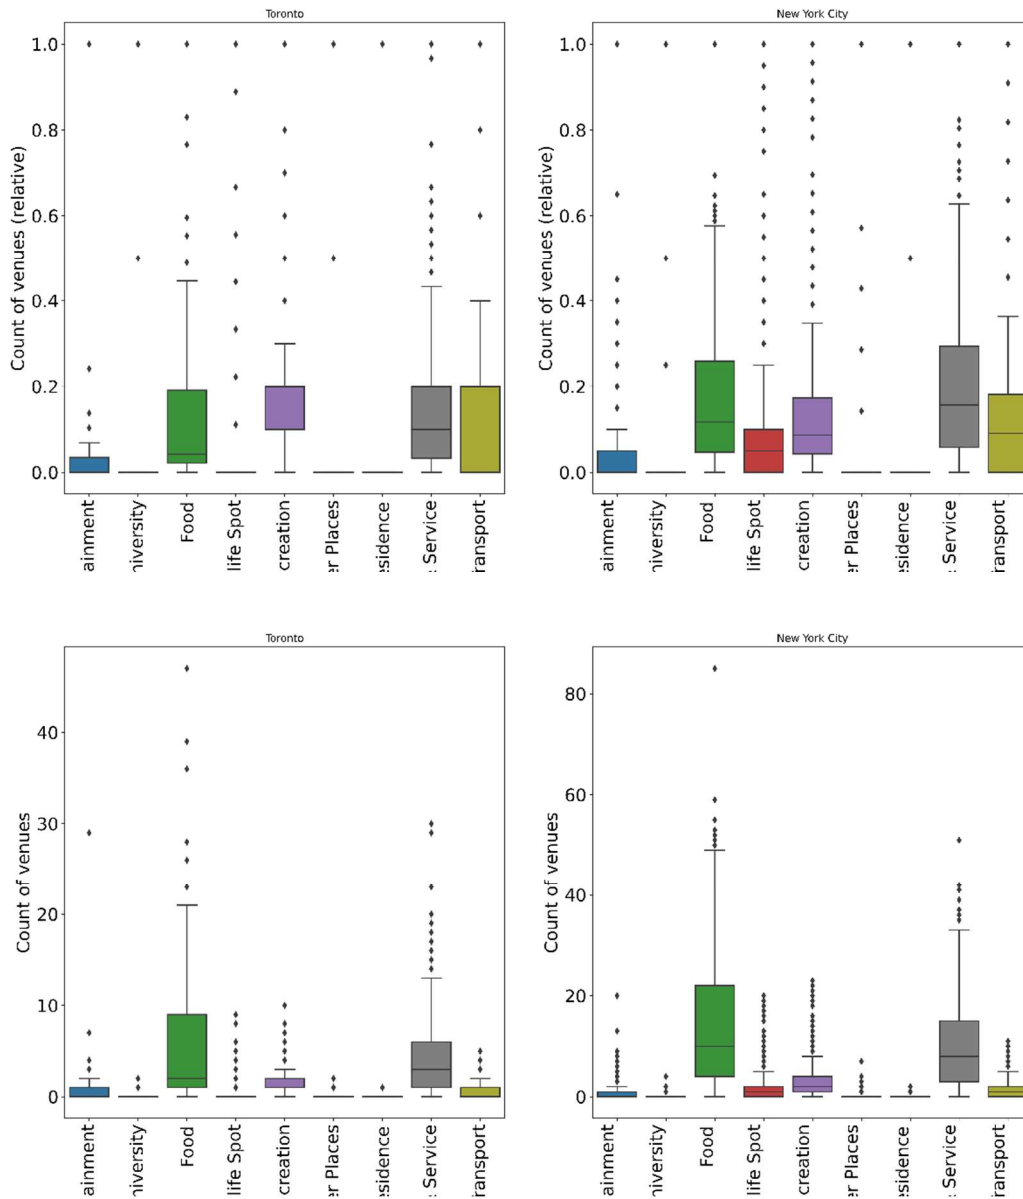 Toronto
Count of venues (relative)
1.0
0.8
0.6
0.4
0.2
0.0
ainment
niversity
Food
life Spot
creation
er Places
esidence
e Service
ransport
New York City
Count of venues (relative)
1.0
0.8
0.6
0.4
0.2
0.0
ainment
niversity
Food
life Spot
creation
er Places
esidence
e Service
ransport
Toronto
Count of venues
40
30
20
10
0
ainment
niversity
Food
life Spot
creation
er Places
esidence
e Service
ransport
New York City
Count of venues
80
60
40
20
0
ainment
niversity
Food
life Spot
creation
er Places
esidence
e Service
ransport